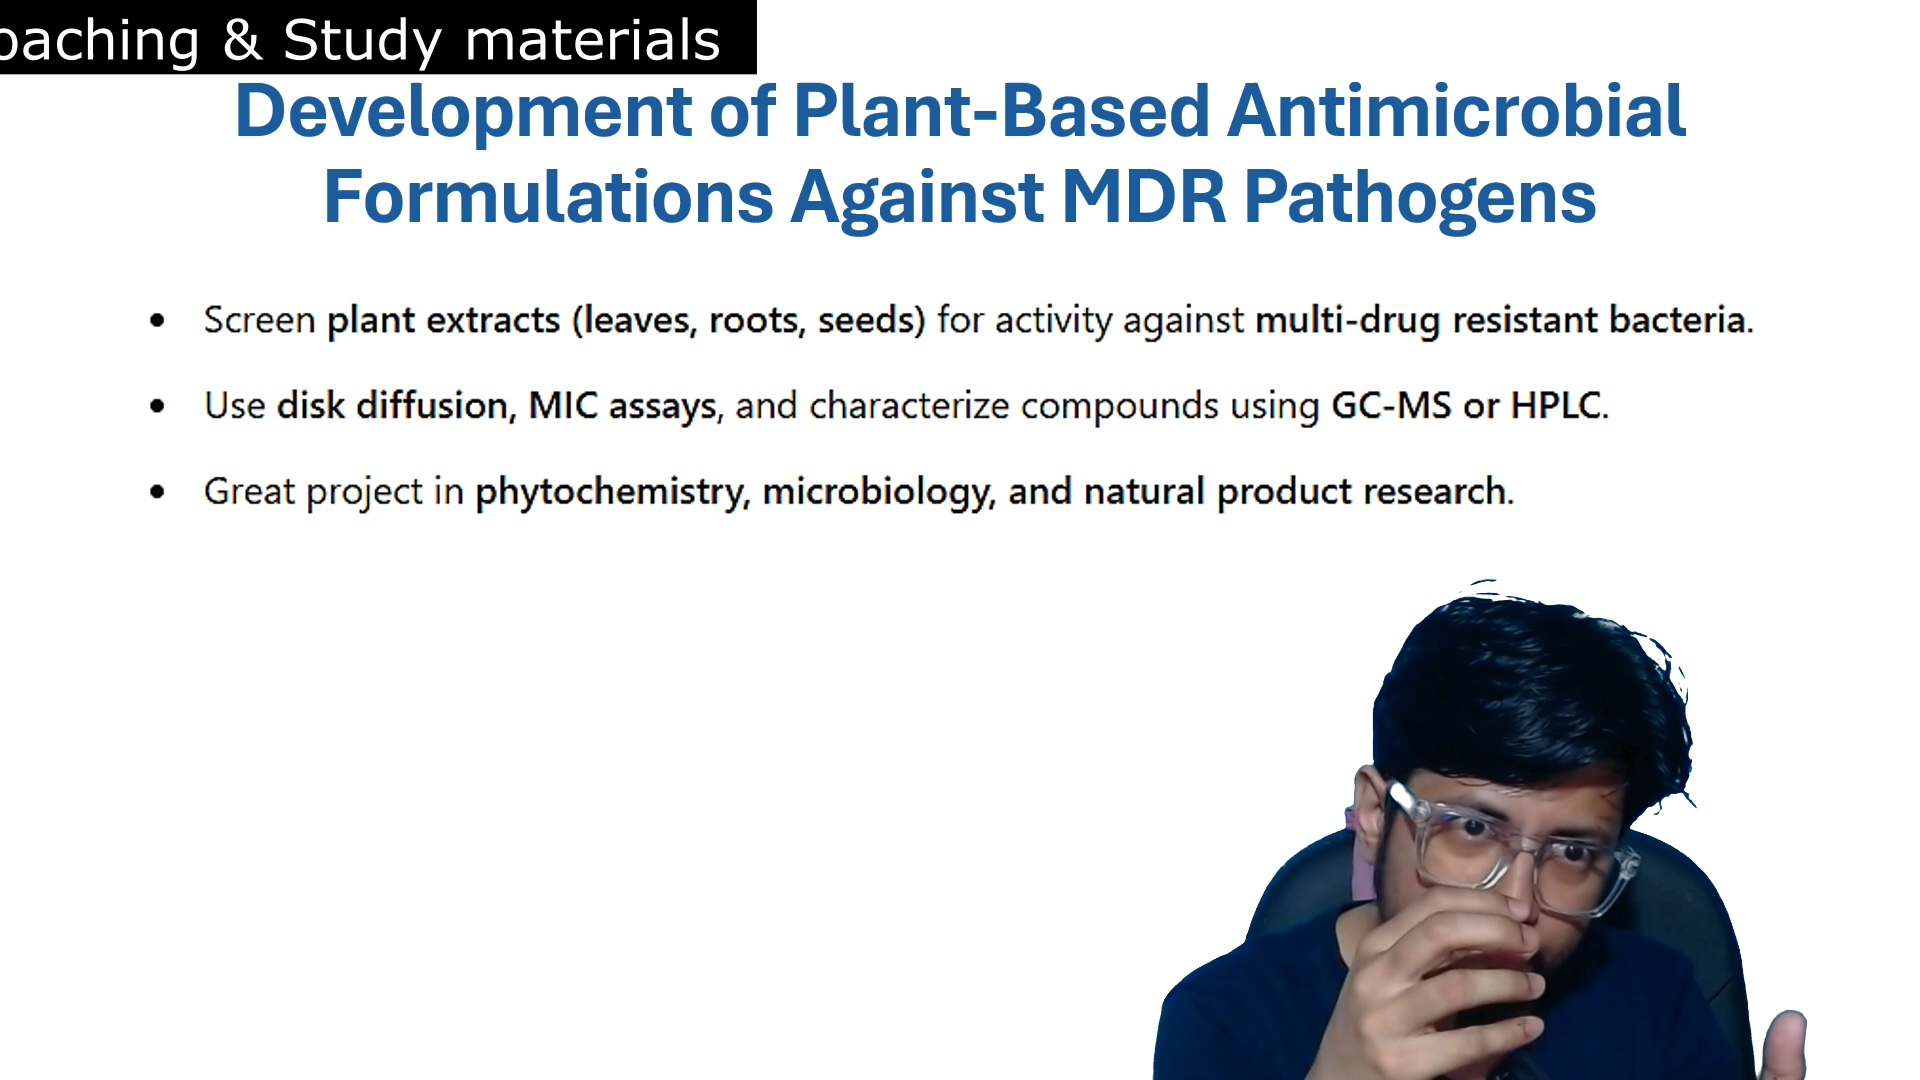 oaching & Study materials
Development of Plant-Based Antimicrobial
Formulations Against MDR Pathogens
• Screen plant extracts (leaves, roots, seeds) for activity against multi-drug resistant bacteria.
• Use disk diffusion, MIC assays, and characterize compounds using GC-MS or HPLC.
• Great project in phytochemistry, microbiology, and natural product research.